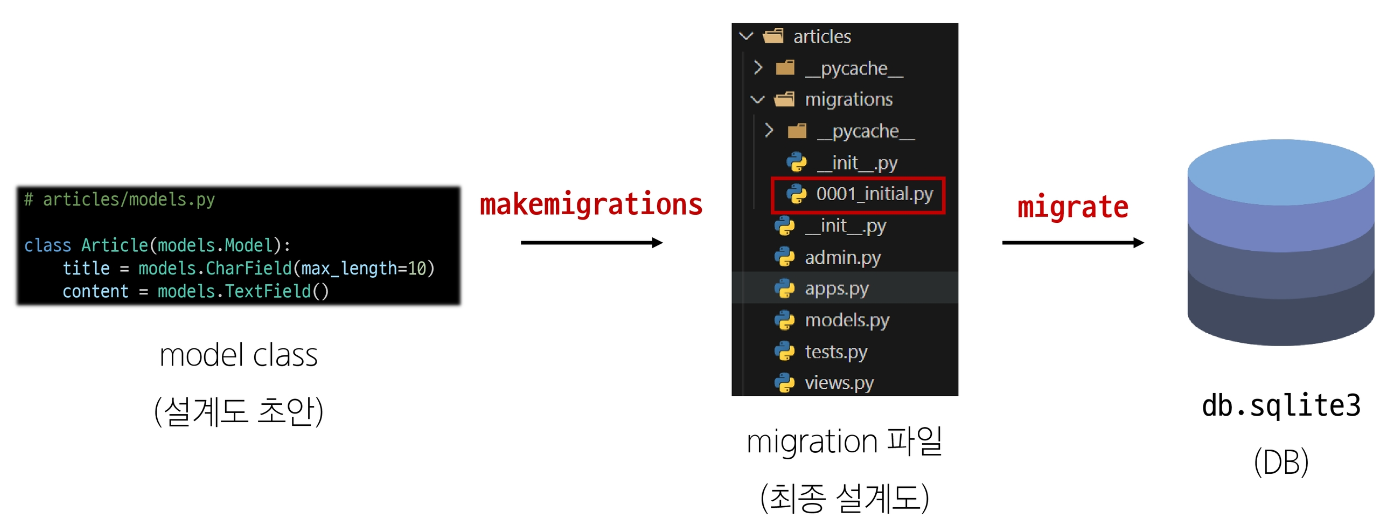 # articles/models.py
class Article(models.Model):
title = models.CharField(max_length=10)
content = models.TextField()
model class
(설계도 초안)
makemigrations
articles
__pycache__
migrations
__pycache__
__init__.py
0001_initial.py
__init__.py
admin.py
apps.py
models.py
tests.py
views.py
migration 파일
(최종 설계도)
migrate
db.sqlite3
(DB)